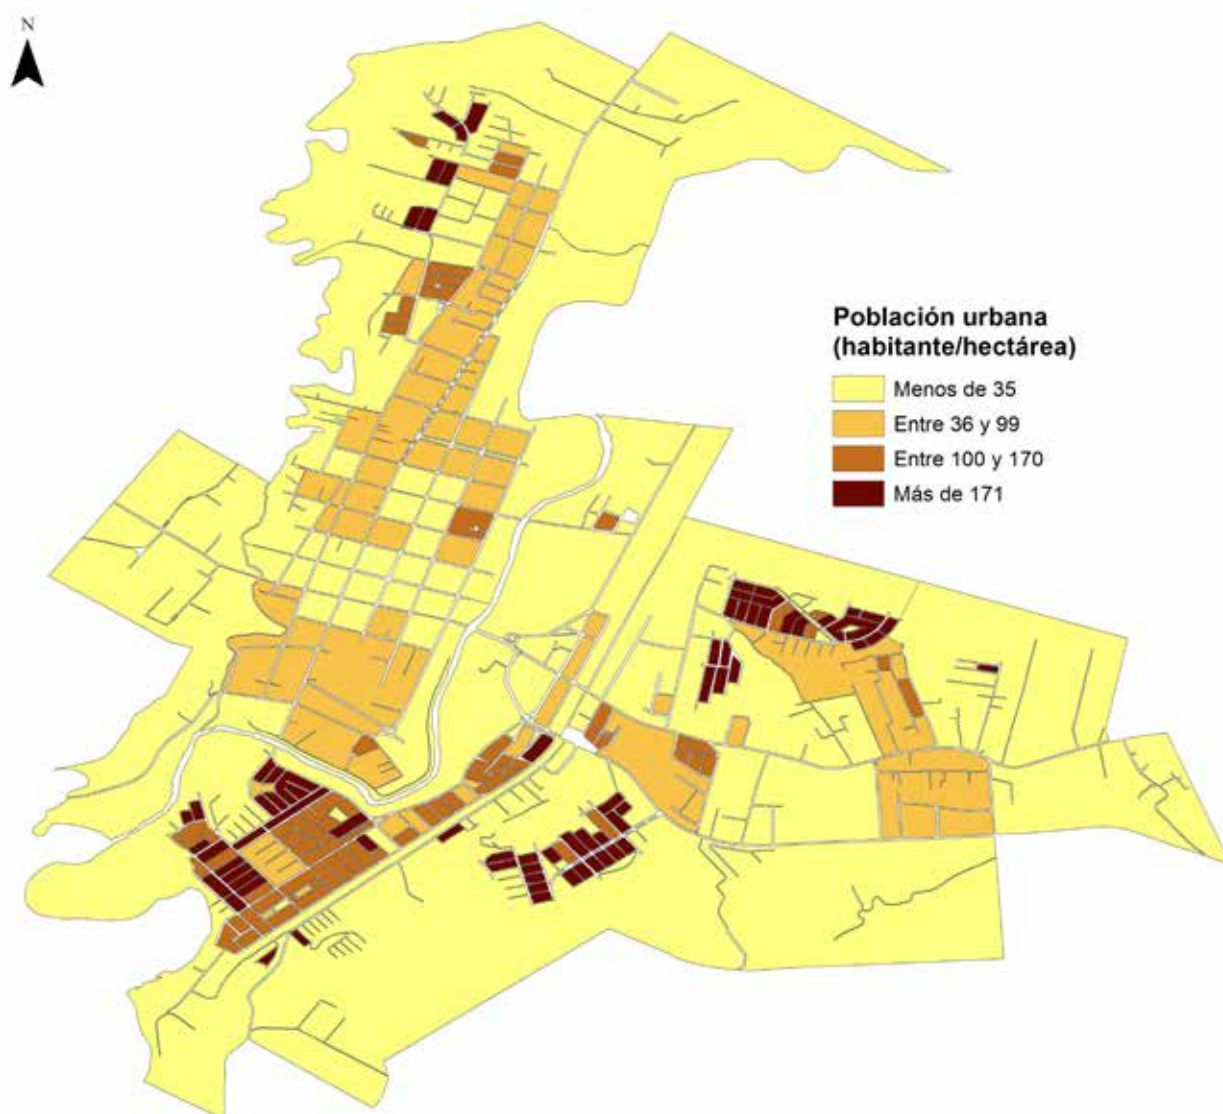 N
Población urbana
(habitante/hectárea)
Menos de 35
Entre 36 y 99
Entre 100 y 170
Más de 171